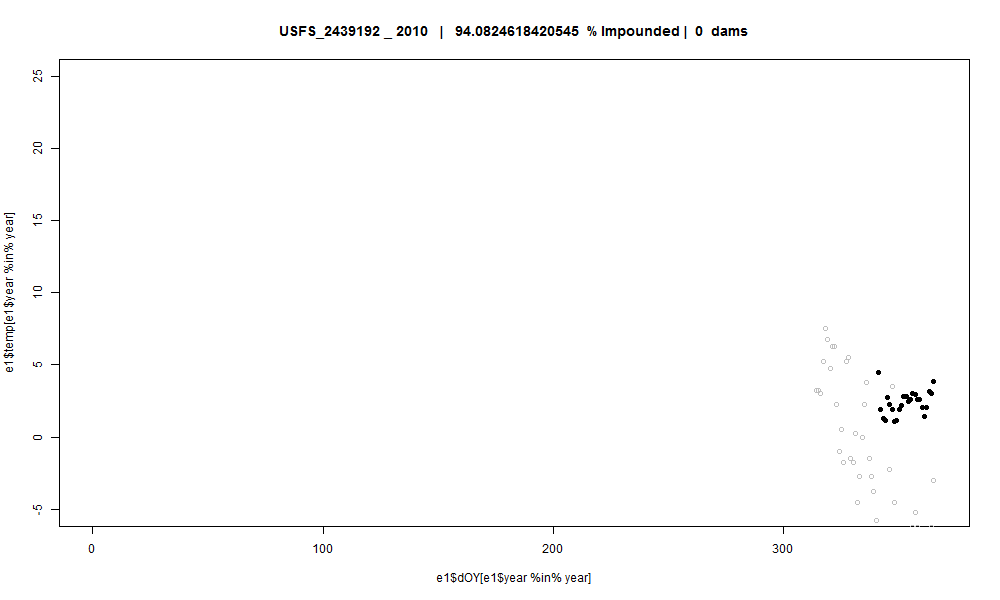 USFS_2439192 _ 2010 | 94.0824618420545 % Impounded | 0 dams
e1$temp[e1$year %in% year]
25
20
15
10
5
0
-5
0 100 200 300
e1$dOY[e1$year %in% year]